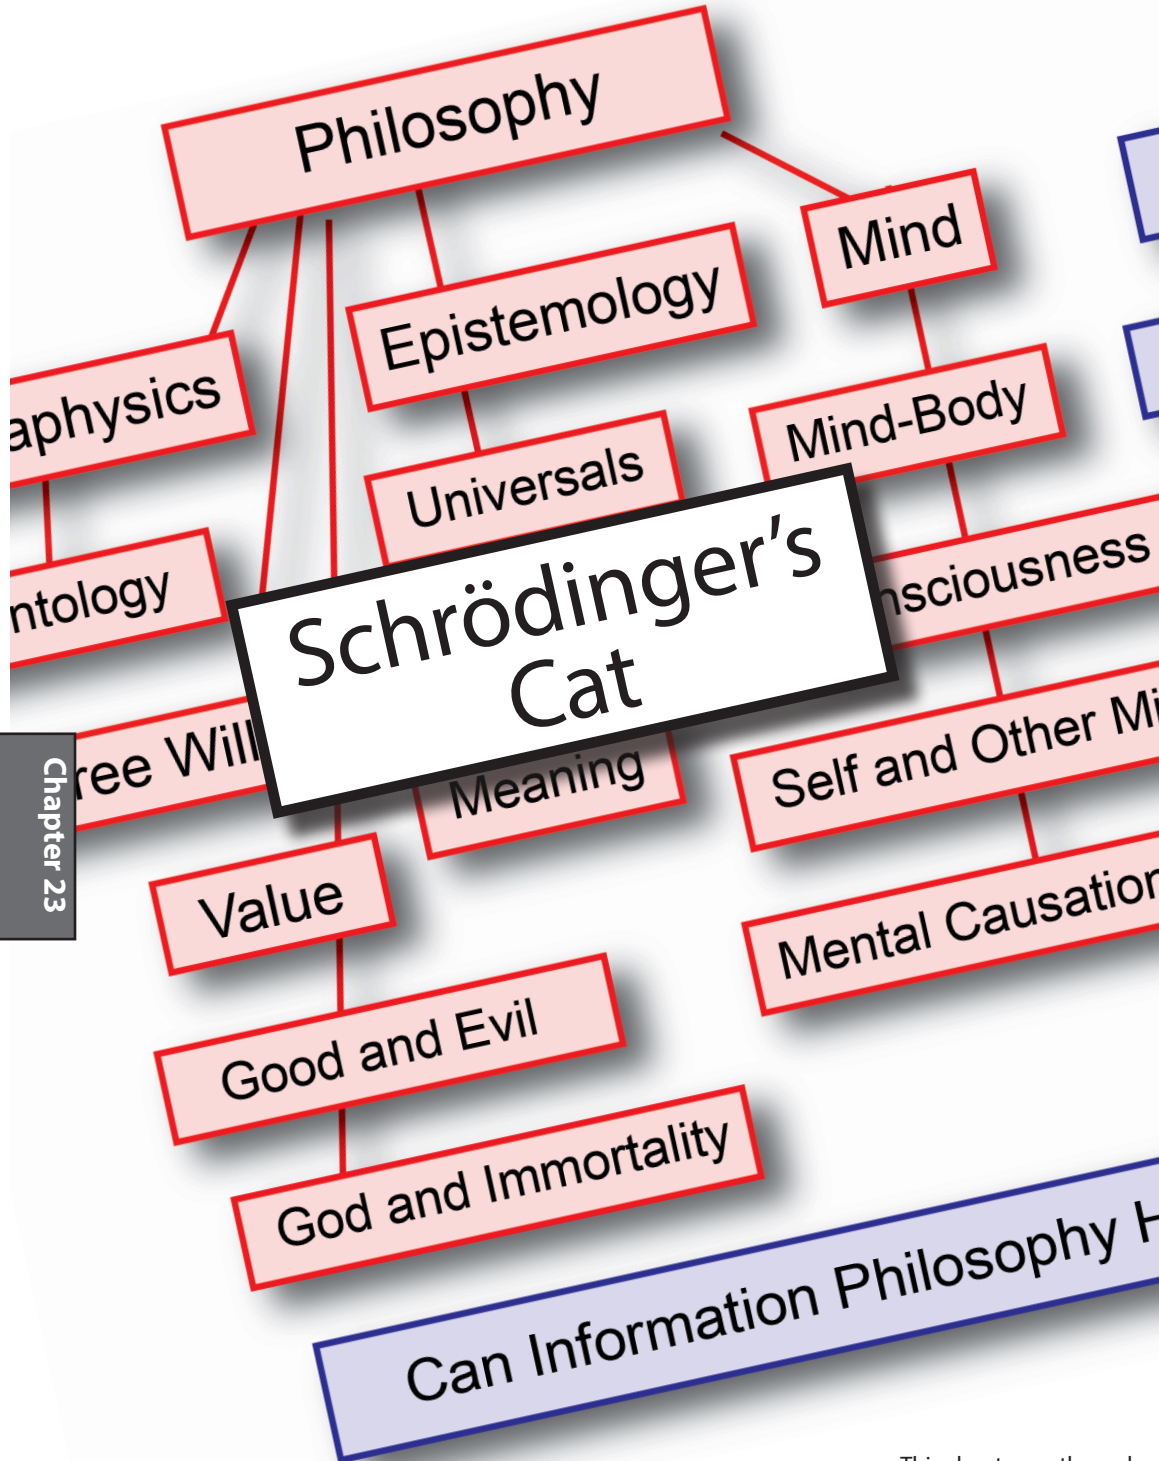 Philosophy
Mind
Epistemology
aphysics
Mind-Body
Universals
Schrödinger's
Cat
nsciousness
ntology
ree Will
Meaning
Self and Other Mi
Chapter 23
Value
Mental Causation
Good and Evil
God and Immortality
Can Information Philosophy H